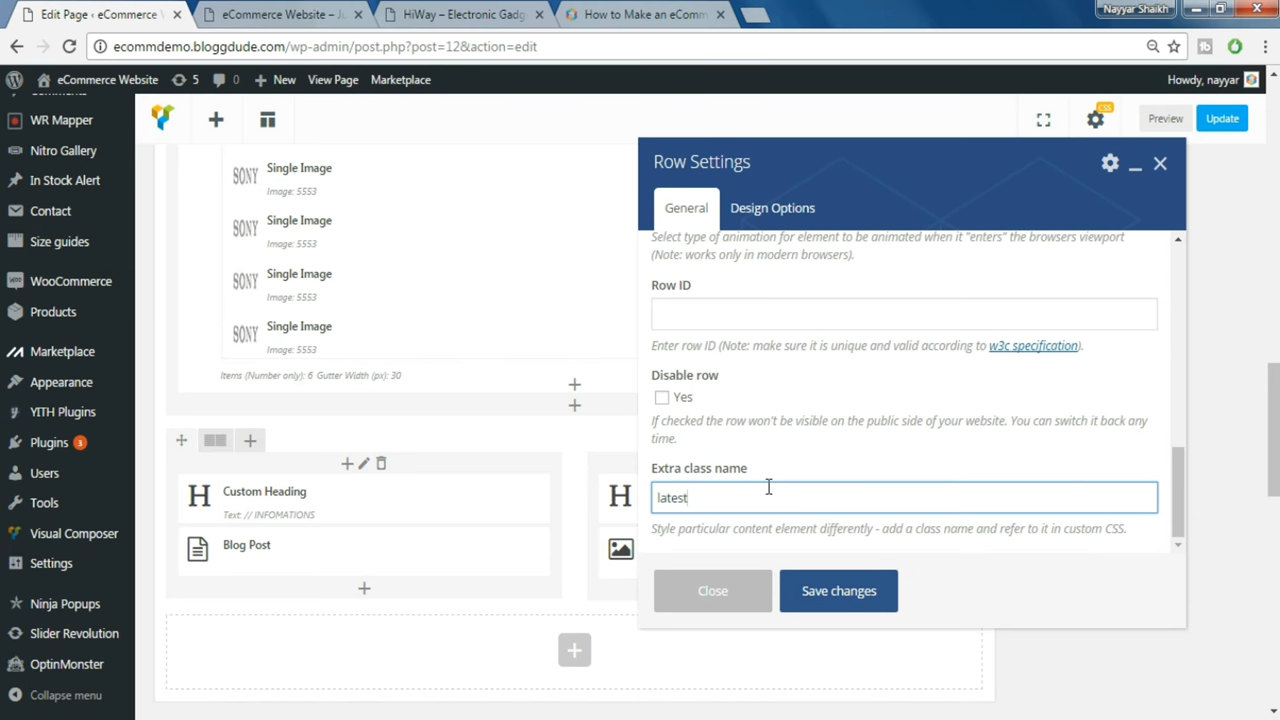 Edit Page ‹ eCommerce
eCommerce Website – Ju
HiWay – Electronic Gadg
How to Make an eComm
Nayyar Shaikh
ecommdemo.bloggdude.com/wp-admin/post.php?post=12&action=edit
eCommerce Website
5
0
New
View Page
Marketplace
Howdy, nayyar
Comments
WR Mapper
Nitro Gallery
In Stock Alert
Contact
Size guides
WooCommerce
Products
Marketplace
Appearance
YITH Plugins
Plugins 3
Users
Tools
Visual Composer
Settings
Ninja Popups
Slider Revolution
OptinMonster
Collapse menu
CSS
Preview
Update
SONY
Single Image
Image: 5553
SONY
Single Image
Image: 5553
SONY
Single Image
Image: 5553
SONY
Single Image
Image: 5553
Items (Number only): 6 Gutter Width (px): 30
H
Custom Heading
Text: // INFOMATIONS
Blog Post
H
Row Settings
General
Design Options
Select type of animation for element to be animated when it "enters" the browsers viewport
(Note: works only in modern browsers).
Row ID
Enter row ID (Note: make sure it is unique and valid according to w3c specification).
Disable row
Yes
If checked the row won't be visible on the public side of your website. You can switch it back any
time.
Extra class name
latest
Style particular content element differently - add a class name and refer to it in custom CSS.
Close
Save changes